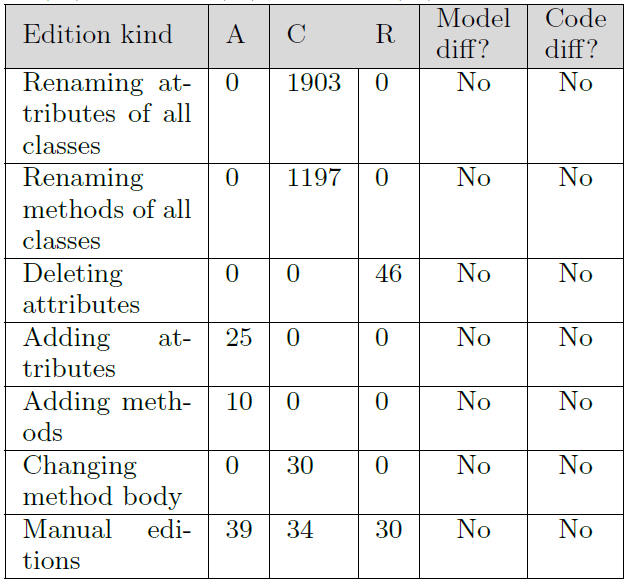 Edition kind A C R Model diff? Code diff?
Renaming at-
tributes of all
classes
0 1903 0 No No
Renaming
methods of all
classes
0 1197 0 No No
Deleting
attributes
0 0 46 No No
Adding at-
tributes
25 0 0 No No
Adding meth-
ods
10 0 0 No No
Changing
method body
0 30 0 No No
Manual edi-
tions
39 34 30 No No